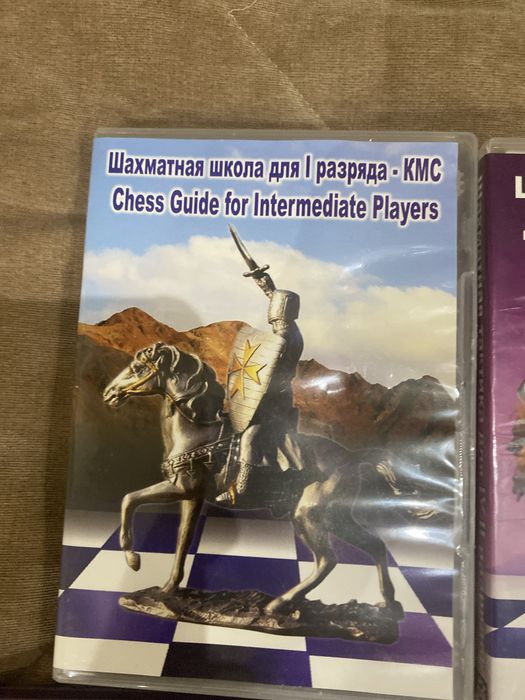 Шахматная школа для I разряда - КМС
Chess Guide for Intermediate Players